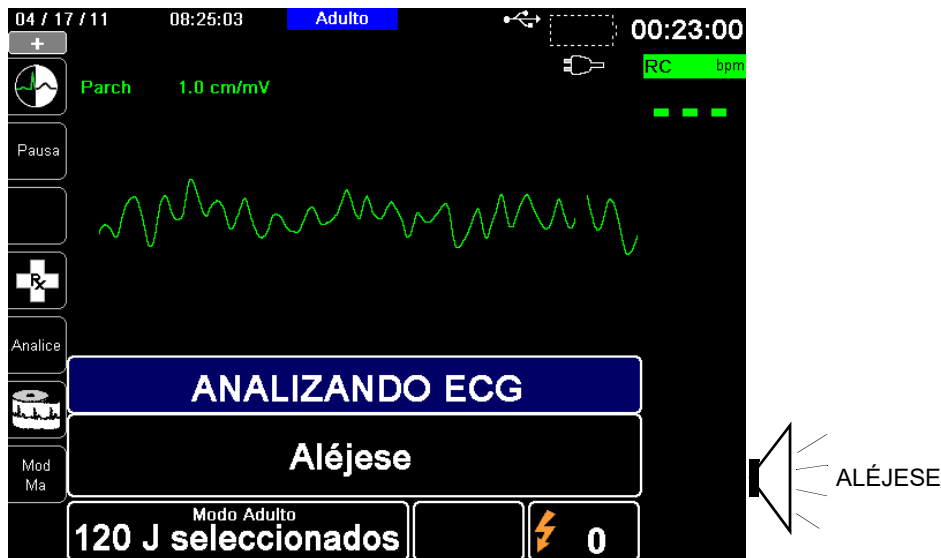 04 / 17 / 11 08:25:03 Adulto 00:23:00
+
RC bpm
Parch 1.0 cm/mV
- - -
Pausa
Rx
Analice
ANALIZANDO ECG
Aléjese
Mod
Ma
ALÉJESE
Modo Adulto
120 J seleccionados 0